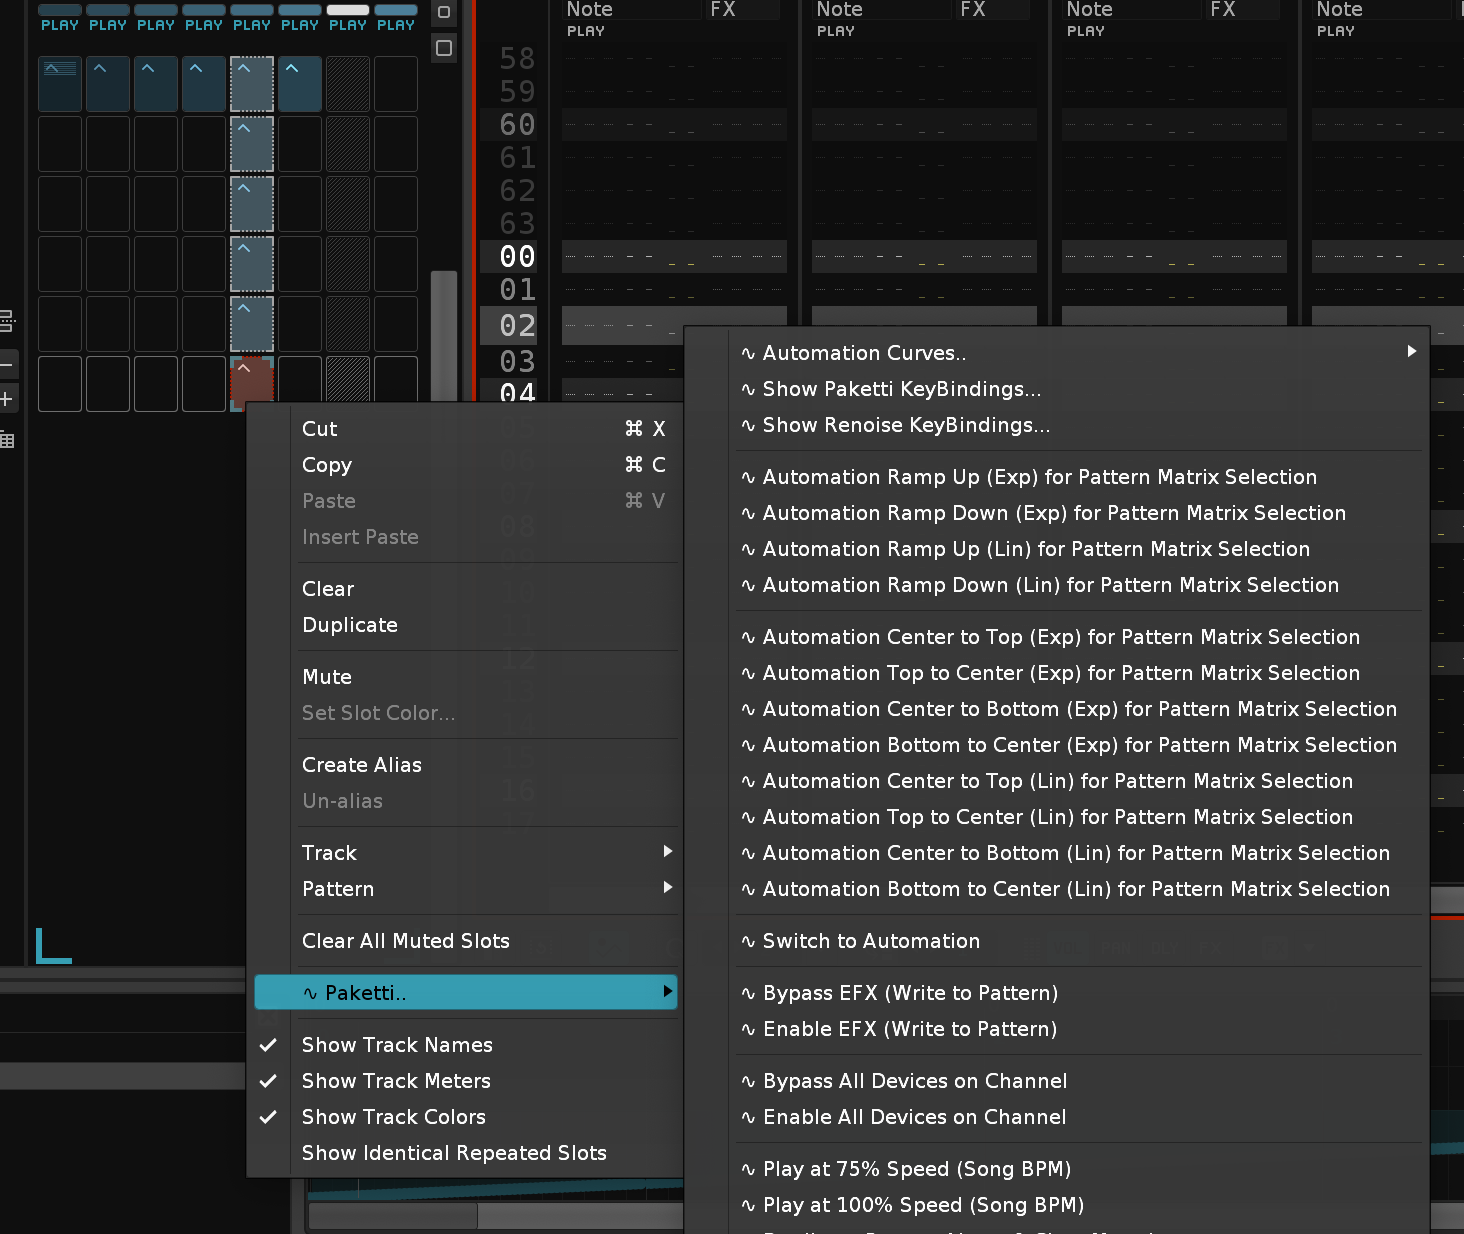 PLAY PLAY PLAY PLAY PLAY PLAY PLAY PLAY
Note FX Note FX Note FX Note
PLAY PLAY PLAY PLAY
58
59
60
61
62
63
00
01
02
03
04
Cut ⌘ X
Copy ⌘ C
Paste ⌘ V
Insert Paste
Clear
Duplicate
Mute
Set Slot Color...
Create Alias
Un-alias
Track
Pattern
Clear All Muted Slots
∿ Paketti..
Show Track Names
Show Track Meters
Show Track Colors
Show Identical Repeated Slots
∿ Automation Curves..
∿ Show Paketti KeyBindings...
∿ Show Renoise KeyBindings...
∿ Automation Ramp Up (Exp) for Pattern Matrix Selection
∿ Automation Ramp Down (Exp) for Pattern Matrix Selection
∿ Automation Ramp Up (Lin) for Pattern Matrix Selection
∿ Automation Ramp Down (Lin) for Pattern Matrix Selection
∿ Automation Center to Top (Exp) for Pattern Matrix Selection
∿ Automation Top to Center (Exp) for Pattern Matrix Selection
∿ Automation Center to Bottom (Exp) for Pattern Matrix Selection
∿ Automation Bottom to Center (Exp) for Pattern Matrix Selection
∿ Automation Center to Top (Lin) for Pattern Matrix Selection
∿ Automation Top to Center (Lin) for Pattern Matrix Selection
∿ Automation Center to Bottom (Lin) for Pattern Matrix Selection
∿ Automation Bottom to Center (Lin) for Pattern Matrix Selection
∿ Switch to Automation
∿ Bypass EFX (Write to Pattern)
∿ Enable EFX (Write to Pattern)
∿ Bypass All Devices on Channel
∿ Enable All Devices on Channel
∿ Play at 75% Speed (Song BPM)
∿ Play at 100% Speed (Song BPM)